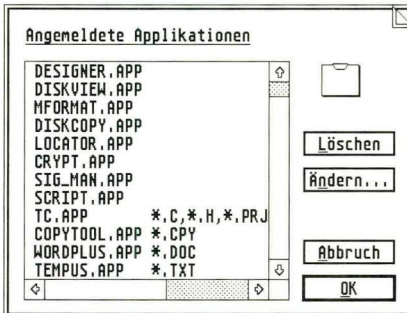 Angemeldete Applikationen
DESIGNER.APP
DISKVIEW.APP
MFORMAT.APP
DISKCOPY.APP
LOCATOR.APP
CRYPT.APP
SIG_MAN.APP
SCRIPT.APP
TC.APP *.C,*.H,*.PRJ
COPYTOOL.APP *.CPY
WORDPLUS.APP *.DOC
TEMPUS.APP *.TXT
Löschen
Ändern...
Abbruch
OK